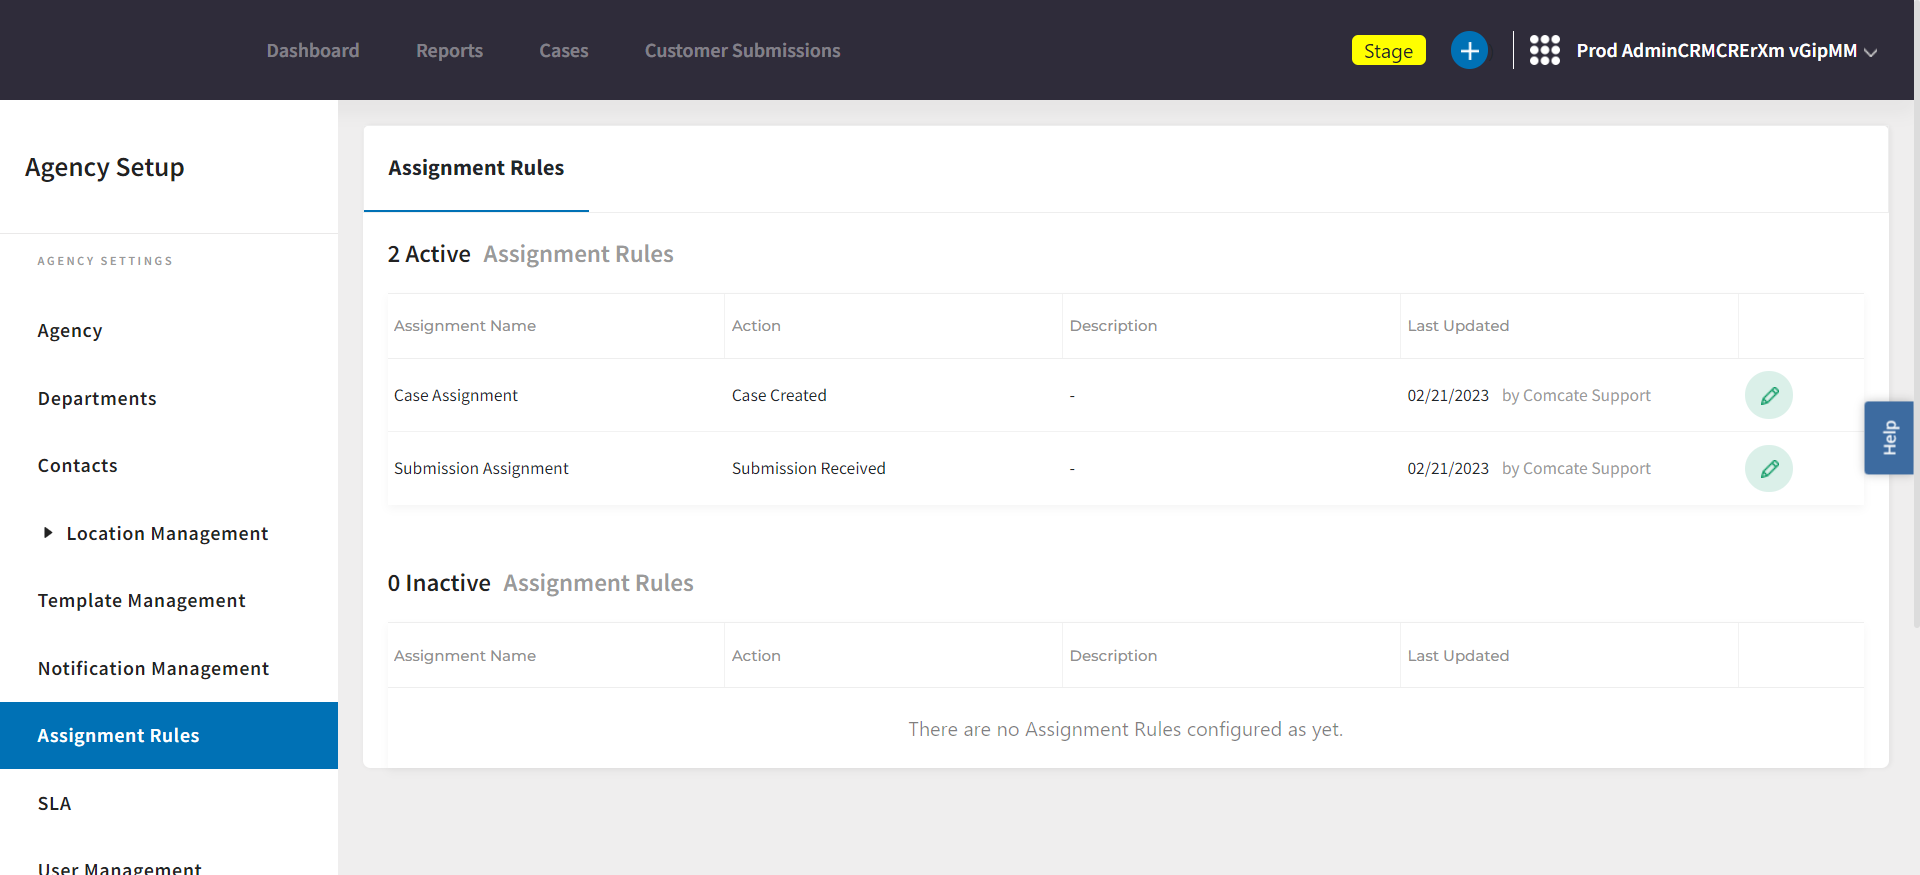 Dashboard Reports Cases Customer Submissions Stage Prod AdminCRMCRErXm vGipMM
Agency Setup
AGENCY SETTINGS
Agency
Departments
Contacts
Location Management
Template Management
Notification Management
Assignment Rules
SLA
User Management
Assignment Rules
2 Active Assignment Rules
Assignment Name Action Description Last Updated
Case Assignment Case Created - 02/21/2023 by Comcate Support
Submission Assignment Submission Received - 02/21/2023 by Comcate Support
0 Inactive Assignment Rules
Assignment Name Action Description Last Updated
There are no Assignment Rules configured as yet.
Help